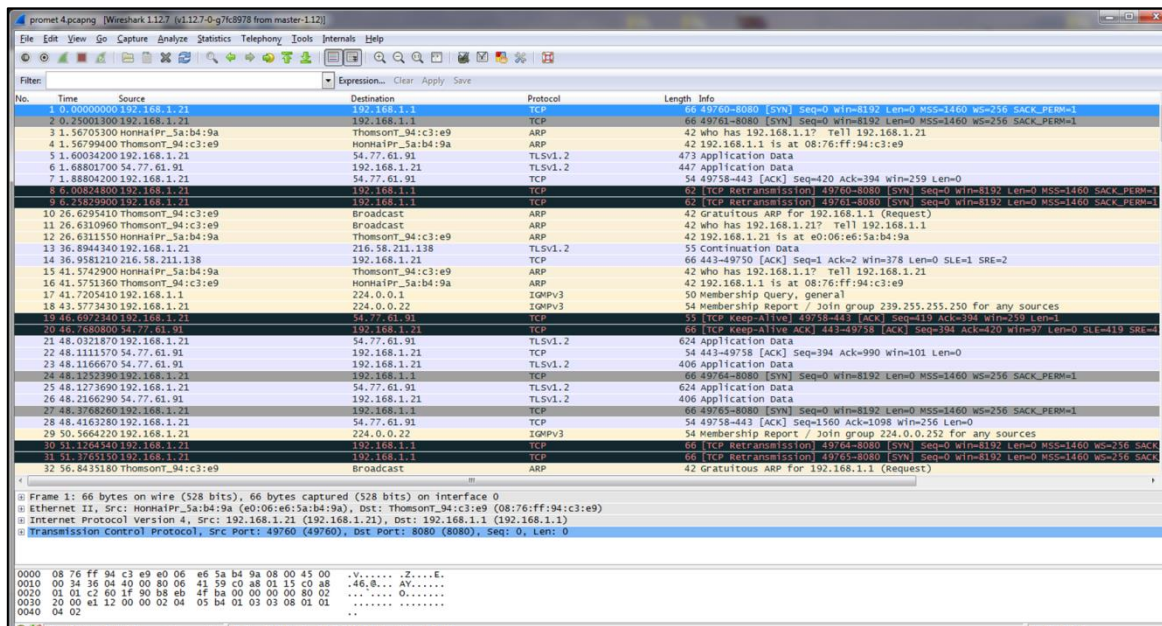 promet 4.pcapng [Wireshark 1.12.7 (v1.12.7-0-g7fc8978 from master-1.12)]
File Edit View Go Capture Analyze Statistics Telephony Tools Internals Help
Filter: Expression... Clear Apply Save
No. Time Source Destination Protocol Length Info
1 0.00000000 192.168.1.21 192.168.1.1 TCP 66 49760→8080 [SYN] Seq=0 Win=8192 Len=0 MSS=1460 WS=256 SACK_PERM=1
2 0.25001300 192.168.1.21 192.168.1.1 TCP 66 49761→8080 [SYN] Seq=0 Win=8192 Len=0 MSS=1460 WS=256 SACK_PERM=1
3 1.56705300 HonHaiPr_5a:b4:9a ThomsonT_94:c3:e9 ARP 42 Who has 192.168.1.1? Tell 192.168.1.21
4 1.56799400 ThomsonT_94:c3:e9 HonHaiPr_5a:b4:9a ARP 42 192.168.1.1 is at 08:76:ff:94:c3:e9
5 1.60034200 192.168.1.21 54.77.61.91 TLSv1.2 473 Application Data
6 1.68801700 54.77.61.91 192.168.1.21 TLSv1.2 447 Application Data
7 1.88804200 192.168.1.21 54.77.61.91 TCP 54 49758→443 [ACK] Seq=420 Ack=394 Win=259 Len=0
8 6.00824800 192.168.1.21 192.168.1.1 TCP 62 [TCP Retransmission] 49760→8080 [SYN] Seq=0 Win=8192 Len=0 MSS=1460 SACK_PERM=1
9 6.25829900 192.168.1.21 192.168.1.1 TCP 62 [TCP Retransmission] 49761→8080 [SYN] Seq=0 Win=8192 Len=0 MSS=1460 SACK_PERM=1
10 26.6295410 ThomsonT_94:c3:e9 Broadcast ARP 42 Gratuitous ARP for 192.168.1.1 (Request)
11 26.6310960 ThomsonT_94:c3:e9 Broadcast ARP 42 Who has 192.168.1.21? Tell 192.168.1.1
12 26.6311550 HonHaiPr_5a:b4:9a ThomsonT_94:c3:e9 ARP 42 192.168.1.21 is at e0:06:e6:5a:b4:9a
13 36.8944340 192.168.1.21 216.58.211.138 TLSv1.2 55 Continuation Data
14 36.9581210 216.58.211.138 192.168.1.21 TCP 66 443→49750 [ACK] Seq=1 Ack=2 Win=378 Len=0 SLE=1 SRE=2
15 41.5742900 HonHaiPr_5a:b4:9a ThomsonT_94:c3:e9 ARP 42 Who has 192.168.1.1? Tell 192.168.1.21
16 41.5751360 ThomsonT_94:c3:e9 HonHaiPr_5a:b4:9a ARP 42 192.168.1.1 is at 08:76:ff:94:c3:e9
17 41.7205410 192.168.1.1 224.0.0.1 IGMPv3 50 Membership Query, general
18 43.5773430 192.168.1.21 224.0.0.22 IGMPv3 54 Membership Report / Join group 239.255.255.250 for any sources
19 46.6972340 192.168.1.21 54.77.61.91 TCP 55 [TCP Keep-Alive] 49758→443 [ACK] Seq=419 Ack=394 Win=259 Len=1
20 46.7680800 54.77.61.91 192.168.1.21 TCP 66 [TCP Keep-Alive ACK] 443→49758 [ACK] Seq=394 Ack=420 Win=97 Len=0 SLE=419 SRE=4
21 48.0321870 192.168.1.21 54.77.61.91 TLSv1.2 624 Application Data
22 48.1111570 54.77.61.91 192.168.1.21 TCP 54 443→49758 [ACK] Seq=394 Ack=990 Win=101 Len=0
23 48.1166670 54.77.61.91 192.168.1.21 TLSv1.2 406 Application Data
24 48.1252390 192.168.1.21 192.168.1.1 TCP 66 49764→8080 [SYN] Seq=0 Win=8192 Len=0 MSS=1460 WS=256 SACK_PERM=1
25 48.1273690 192.168.1.21 54.77.61.91 TLSv1.2 624 Application Data
26 48.2166290 54.77.61.91 192.168.1.21 TLSv1.2 406 Application Data
27 48.3768260 192.168.1.21 192.168.1.1 TCP 66 49765→8080 [SYN] Seq=0 Win=8192 Len=0 MSS=1460 WS=256 SACK_PERM=1
28 48.4163280 192.168.1.21 54.77.61.91 TCP 54 49758→443 [ACK] Seq=1560 Ack=1098 Win=256 Len=0
29 50.5664220 192.168.1.21 224.0.0.22 IGMPv3 54 Membership Report / Join group 224.0.0.252 for any sources
30 51.1264540 192.168.1.21 192.168.1.1 TCP 66 [TCP Retransmission] 49764→8080 [SYN] Seq=0 Win=8192 Len=0 MSS=1460 WS=256 SACK
31 51.3765150 192.168.1.21 192.168.1.1 TCP 66 [TCP Retransmission] 49765→8080 [SYN] Seq=0 Win=8192 Len=0 MSS=1460 WS=256 SACK
32 56.8435180 ThomsonT_94:c3:e9 Broadcast ARP 42 Gratuitous ARP for 192.168.1.1 (Request)
Frame 1: 66 bytes on wire (528 bits), 66 bytes captured (528 bits) on interface 0
Ethernet II, Src: HonHaiPr_5a:b4:9a (e0:06:e6:5a:b4:9a), Dst: ThomsonT_94:c3:e9 (08:76:ff:94:c3:e9)
Internet Protocol Version 4, Src: 192.168.1.21 (192.168.1.21), Dst: 192.168.1.1 (192.168.1.1)
Transmission Control Protocol, Src Port: 49760 (49760), Dst Port: 8080 (8080), Seq: 0, Len: 0
0000 08 76 ff 94 c3 e9 e0 06 e6 5a b4 9a 08 00 45 00 .v...... .Z....E.
0010 00 34 36 04 40 00 80 06 41 59 c0 a8 01 15 c0 a8 .46.@... AY......
0020 01 01 c2 60 1f 90 b8 eb 4f ba 00 00 00 00 80 02 ...`.... O.......
0030 20 00 e1 12 00 00 02 04 05 b4 01 03 03 08 01 01 ....... ........
0040 04 02 ..